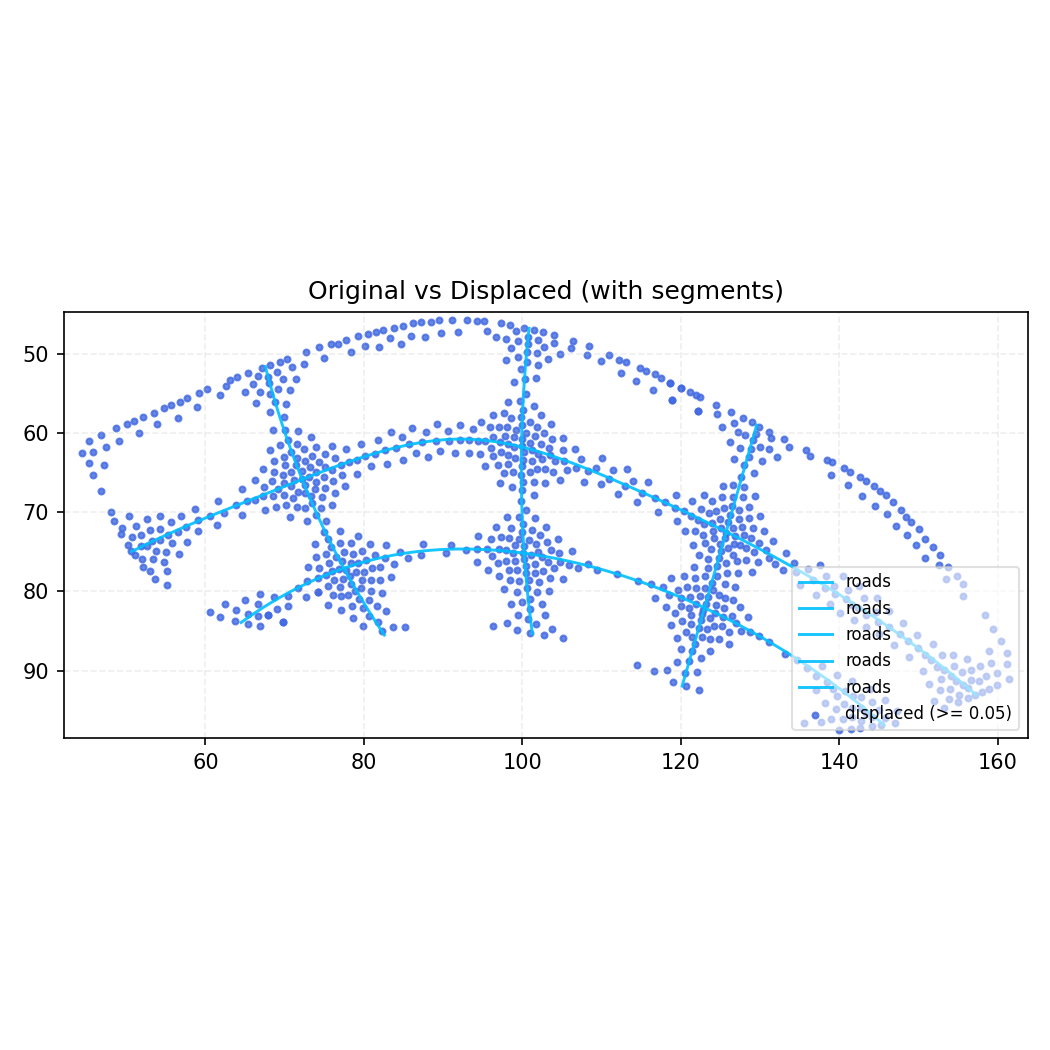 Original vs Displaced (with segments)
50
60
70
80
90
60
80
100
120
140
160
roads
roads
roads
roads
roads
displaced (>= 0.05)